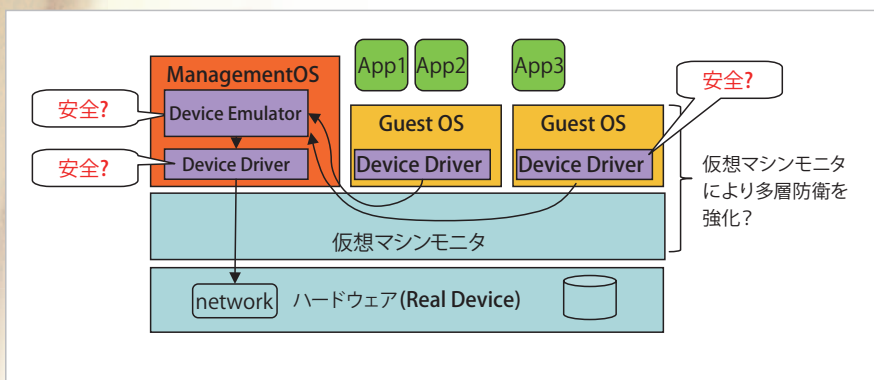 App1
App2
App3
ManagementOS
安全?
Device Emulator
安全?
Device Driver
Guest OS
Device Driver
Guest OS
Device Driver
安全?
仮想マシンモニタ
により多層防衛を
強化?
仮想マシンモニタ
network
ハードウェア(Real Device)